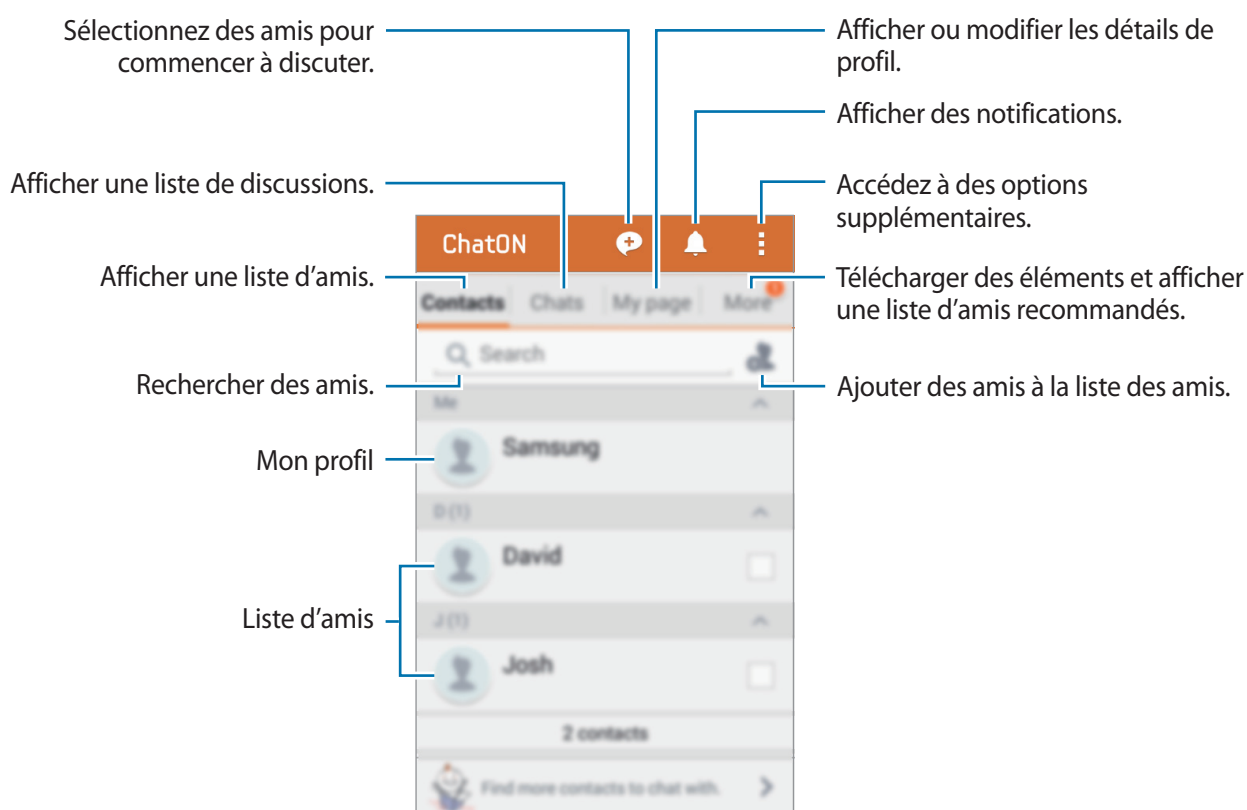 Sélectionnez des amis pour
commencer à discuter.
Afficher une liste de discussions.
Afficher une liste d’amis.
Rechercher des amis.
Mon profil
Liste d’amis
Afficher ou modifier les détails de
profil.
Afficher des notifications.
Accédez à des options
supplémentaires.
Télécharger des éléments et afficher
une liste d’amis recommandés.
Ajouter des amis à la liste des amis.
ChatON
Contacts Chats My page More
Search
Me
Samsung
D (1)
David
J (1)
Josh
2 contacts
Find more contacts to chat with.